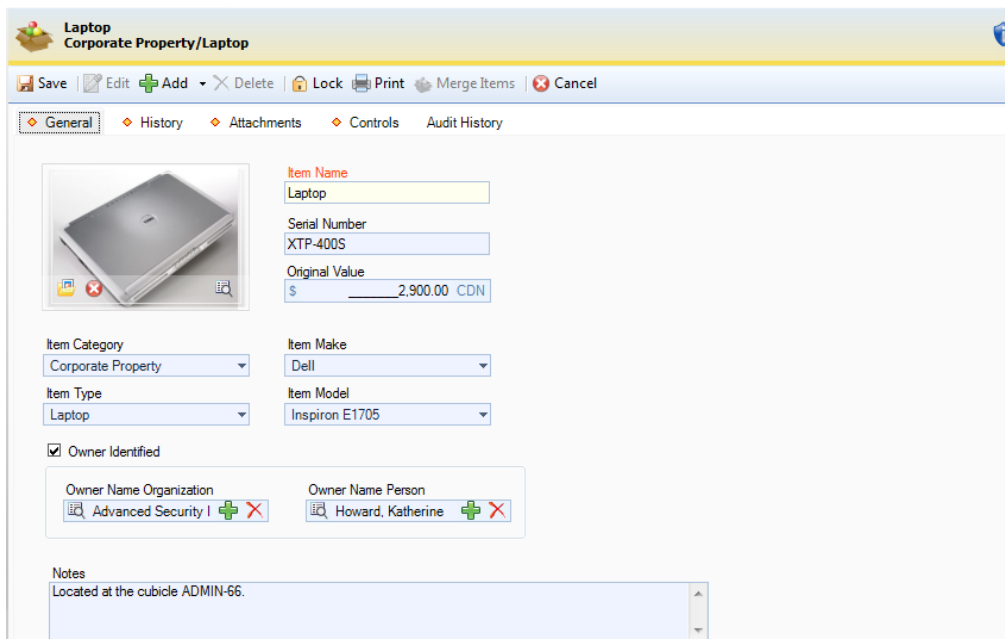 Laptop
Corporate Property/Laptop
Save Edit Add Delete Lock Print Merge Items Cancel
General History Attachments Controls Audit History
Item Name
Laptop
Serial Number
XTP-400S
Original Value
$ _______2,900.00 CDN
Item Category Item Make
Corporate Property Dell
Item Type Item Model
Laptop Inspiron E1705
Owner Identified
Owner Name Organization Owner Name Person
Advanced Security I Howard, Katherine
Notes
Located at the cubicle ADMIN-66.